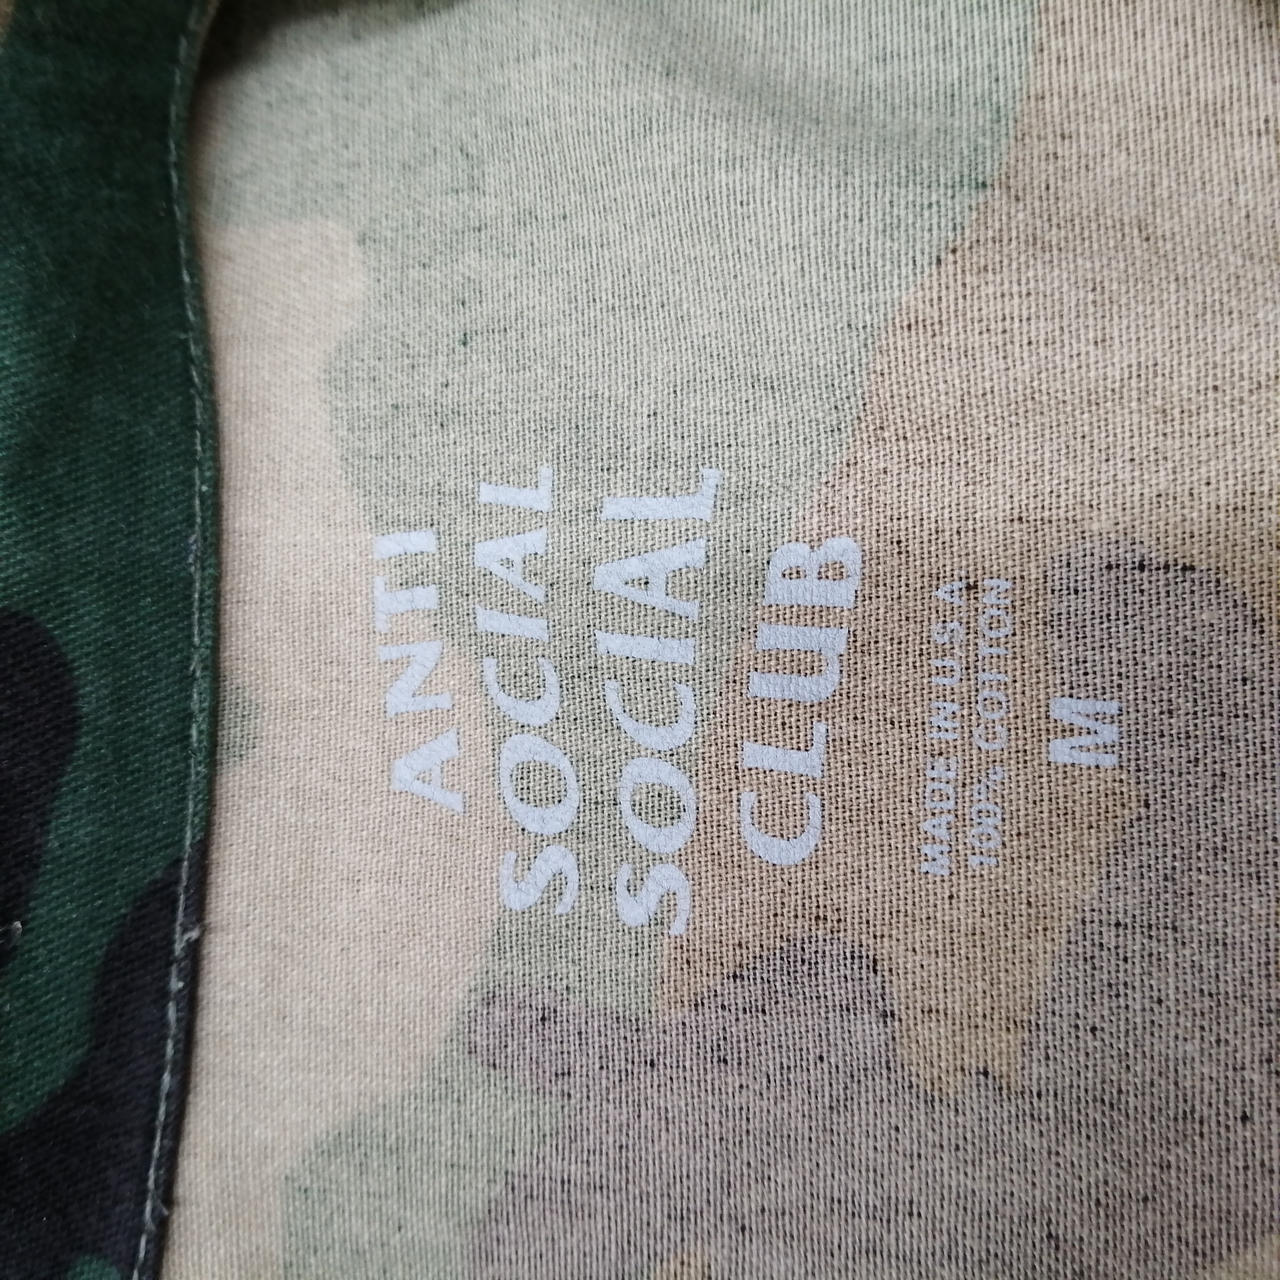 ANTI
SOCIAL
SOCIAL
CLUB
MADE IN U.S.A
100% COTTON
M